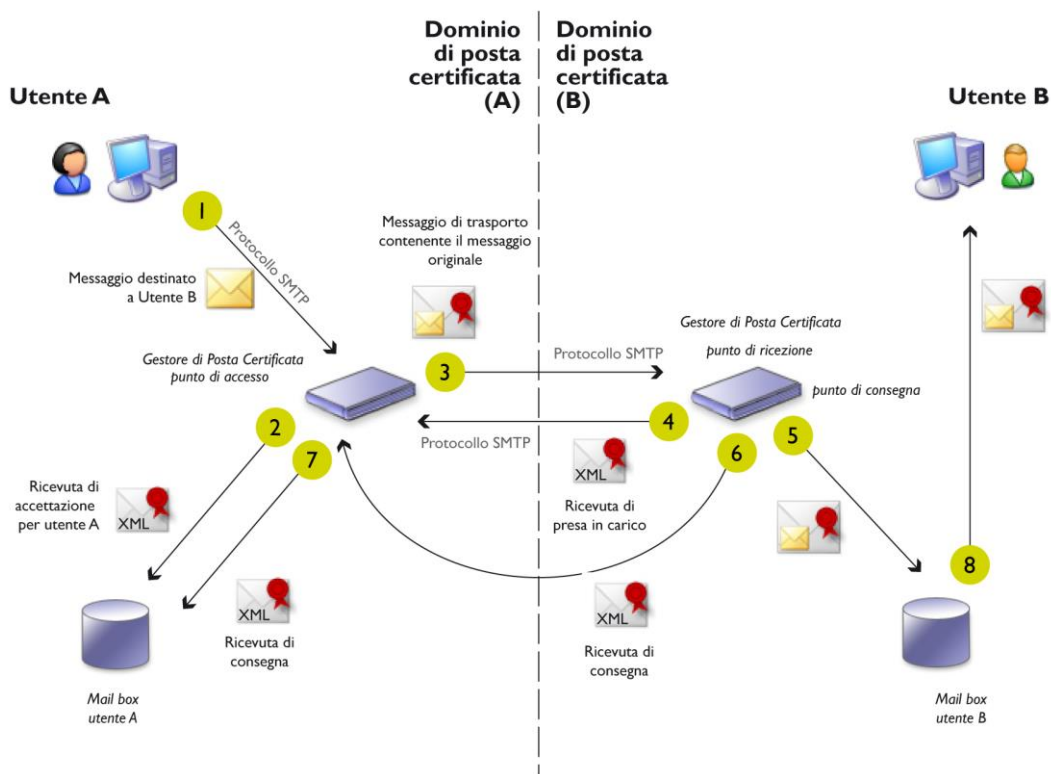 Dominio
di posta
certificata
(A)
Dominio
di posta
certificata
(B)
Utente A
Utente B
1
Protocollo SMTP
Messaggio destinato
a Utente B
Messaggio di trasporto
contenente il messaggio
originale
Gestore di Posta Certificata
punto di accesso
3
Protocollo SMTP
Gestore di Posta Certificata
punto di ricezione
punto di consegna
4
Protocollo SMTP
2
7
6
5
Ricevuta di
accettazione
per utente A
XML
XML
Ricevuta di
presa in carico
8
XML
Ricevuta di
consegna
XML
Ricevuta di
consegna
Mail box
utente A
Mail box
utente B